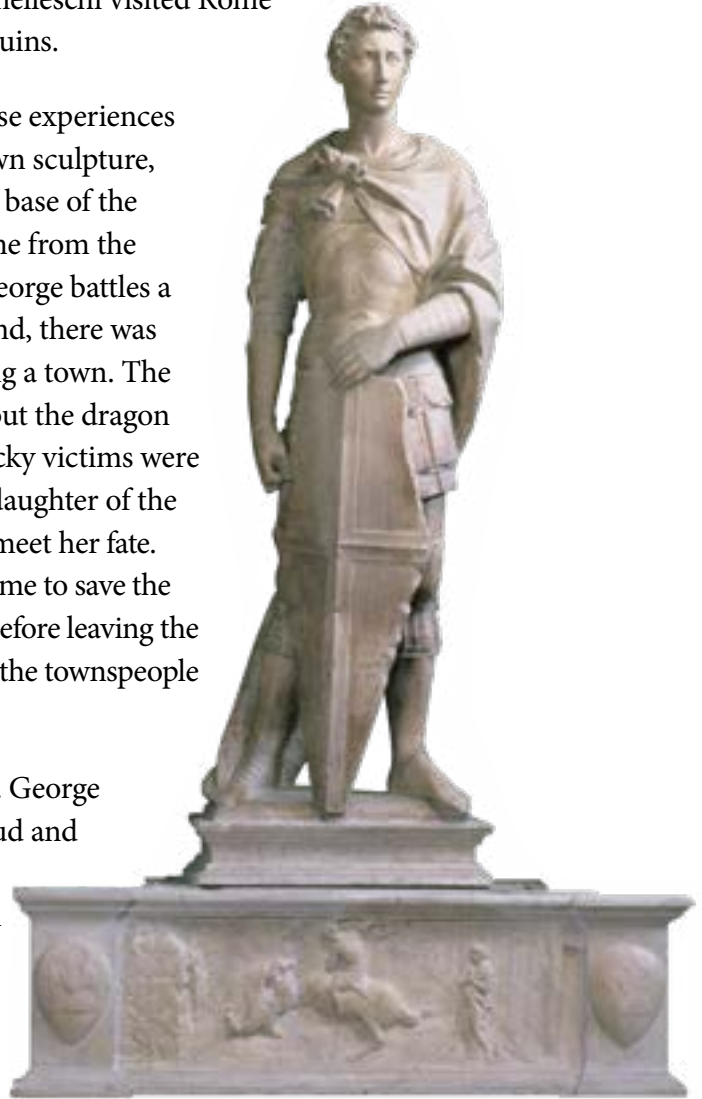 visited Rome
uins.
se experiences
wn sculpture,
base of the
ne from the
eorge battles a
nd, there was
g a town. The
out the dragon
cky victims were
daughter of the
meet her fate.
me to save the
efore leaving the
the townspeople
George
ud and